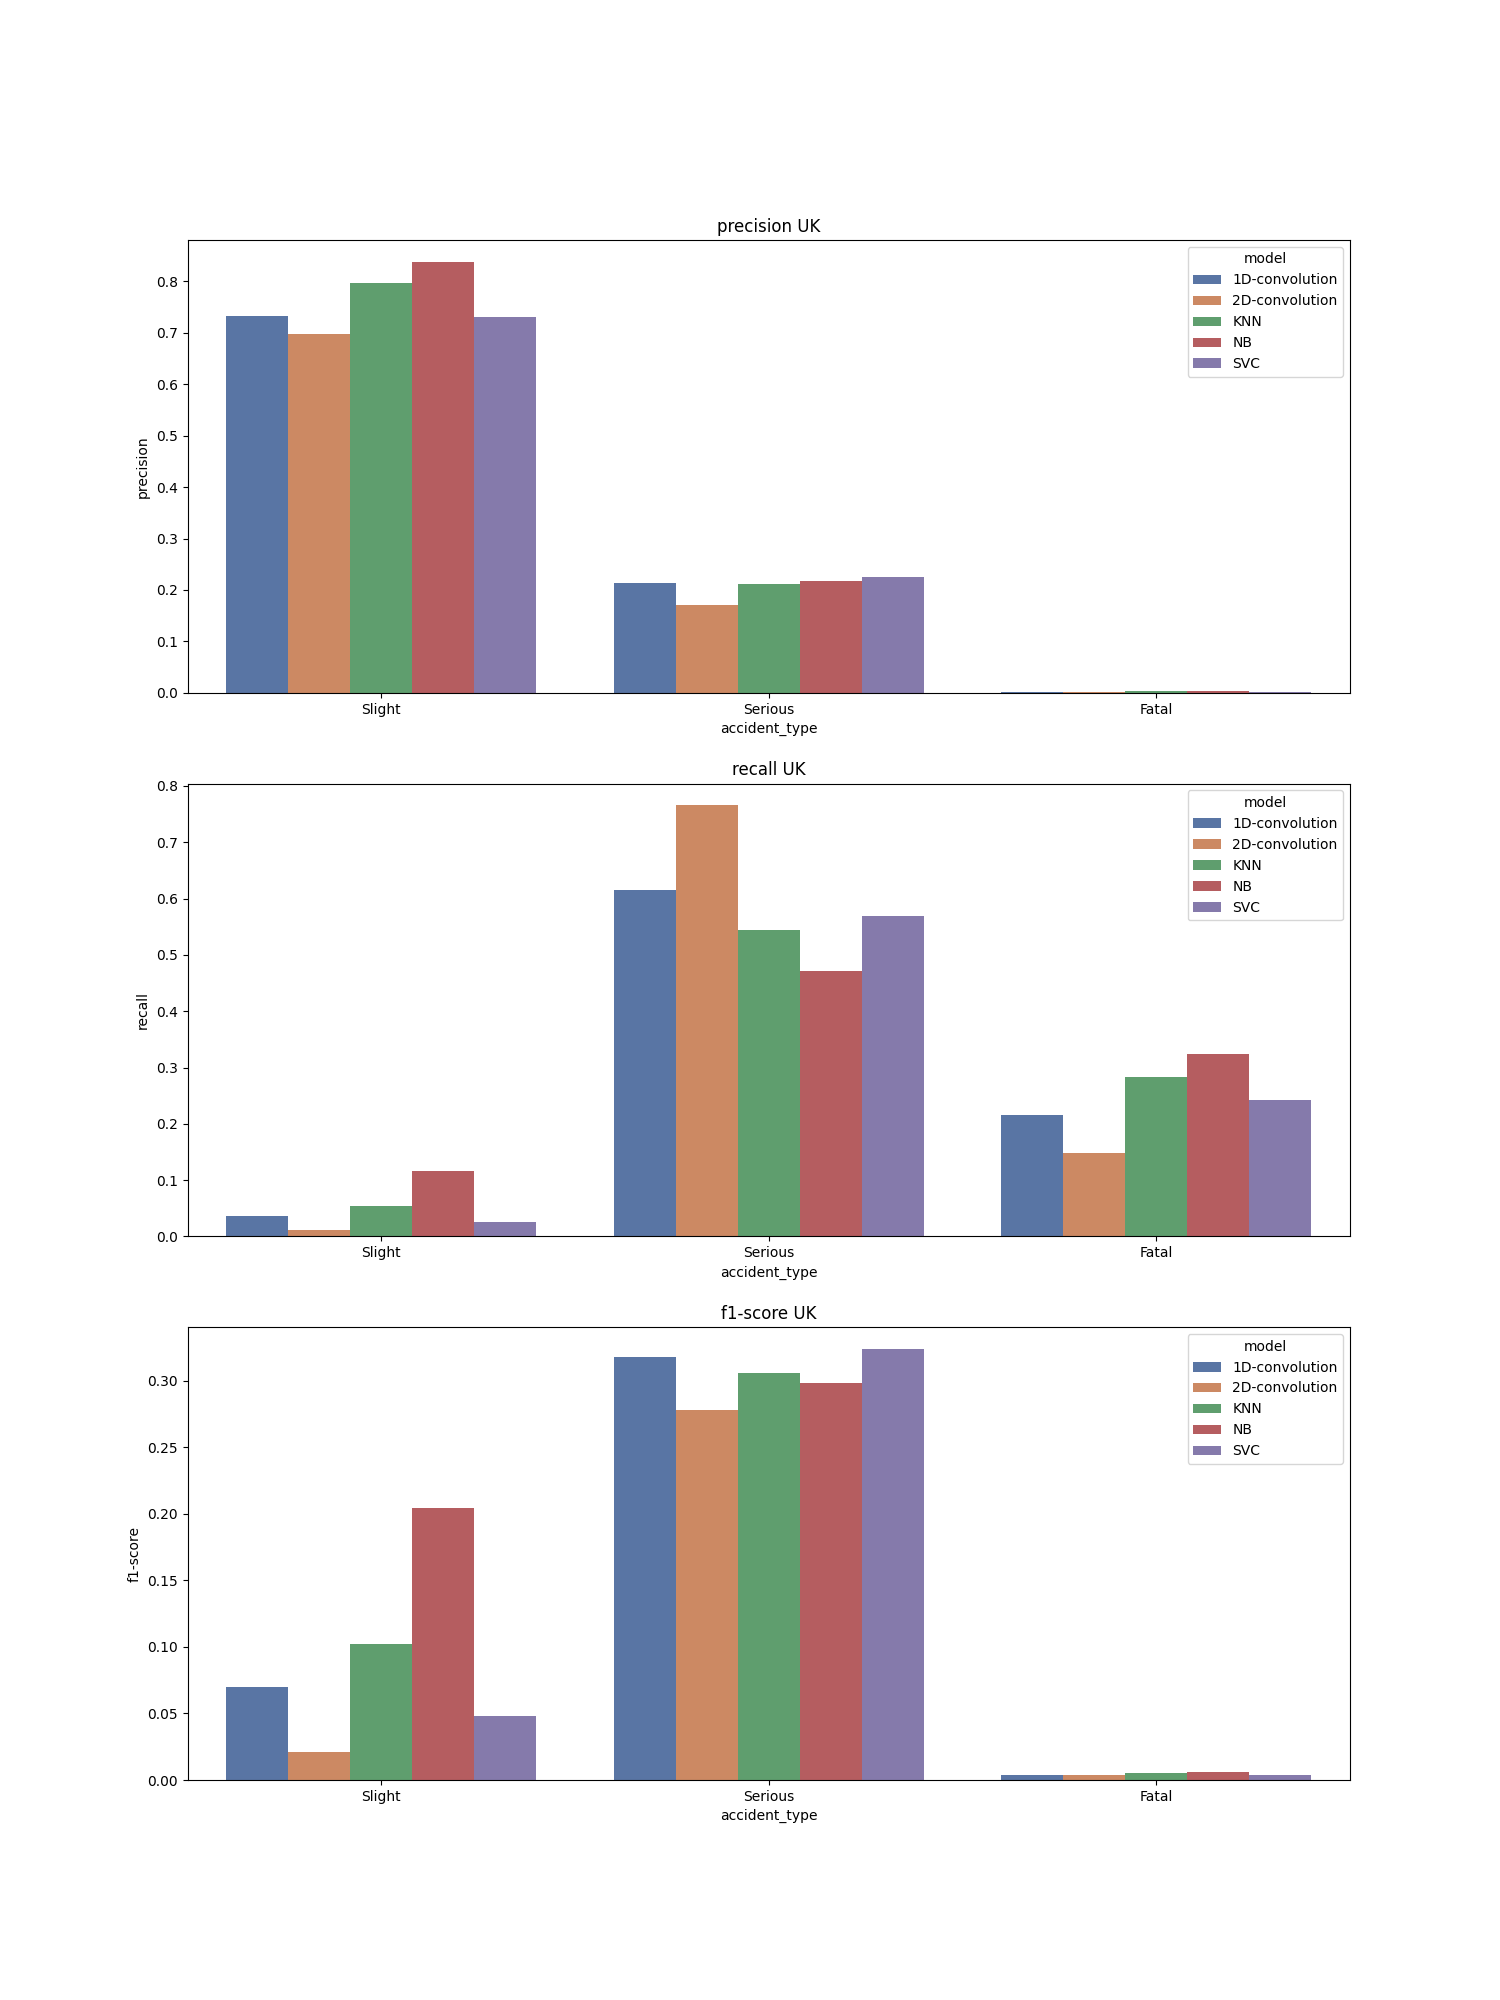 precision UK
model
1D-convolution
2D-convolution
KNN
NB
SVC
0.8
0.7
0.6
0.5
0.4
0.3
0.2
0.1
0.0
precision
Slight Serious Fatal
accident_type
recall UK
model
1D-convolution
2D-convolution
KNN
NB
SVC
0.8
0.7
0.6
0.5
0.4
0.3
0.2
0.1
0.0
recall
Slight Serious Fatal
accident_type
f1-score UK
model
1D-convolution
2D-convolution
KNN
NB
SVC
0.30
0.25
0.20
0.15
0.10
0.05
0.00
f1-score
Slight Serious Fatal
accident_type